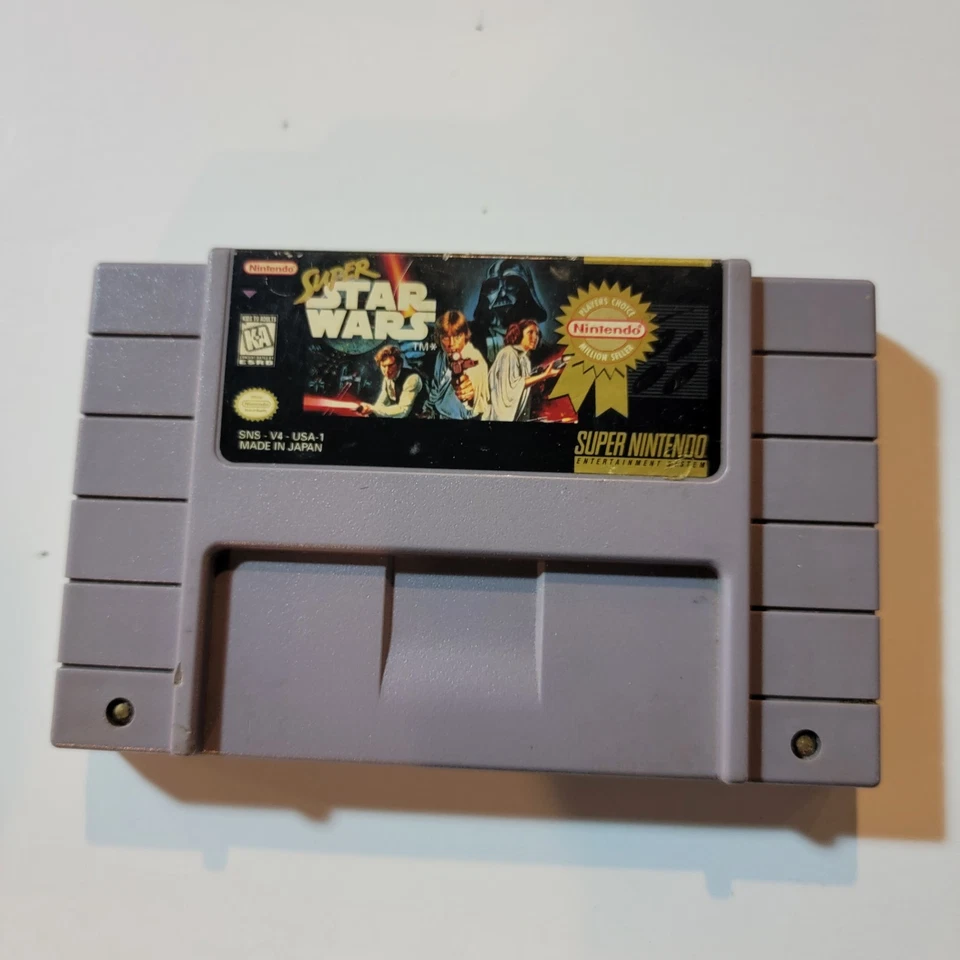 Nintendo
SUPER
STAR
WARS
TM*
KIDS TO ADULTS
KA
ESRB
SNS - V4 - USA-1
MADE IN JAPAN
PLAYERS CHOICE
Nintendo
MILLION SELLER
SUPER NINTENDO
ENTERTAINMENT SYSTEM